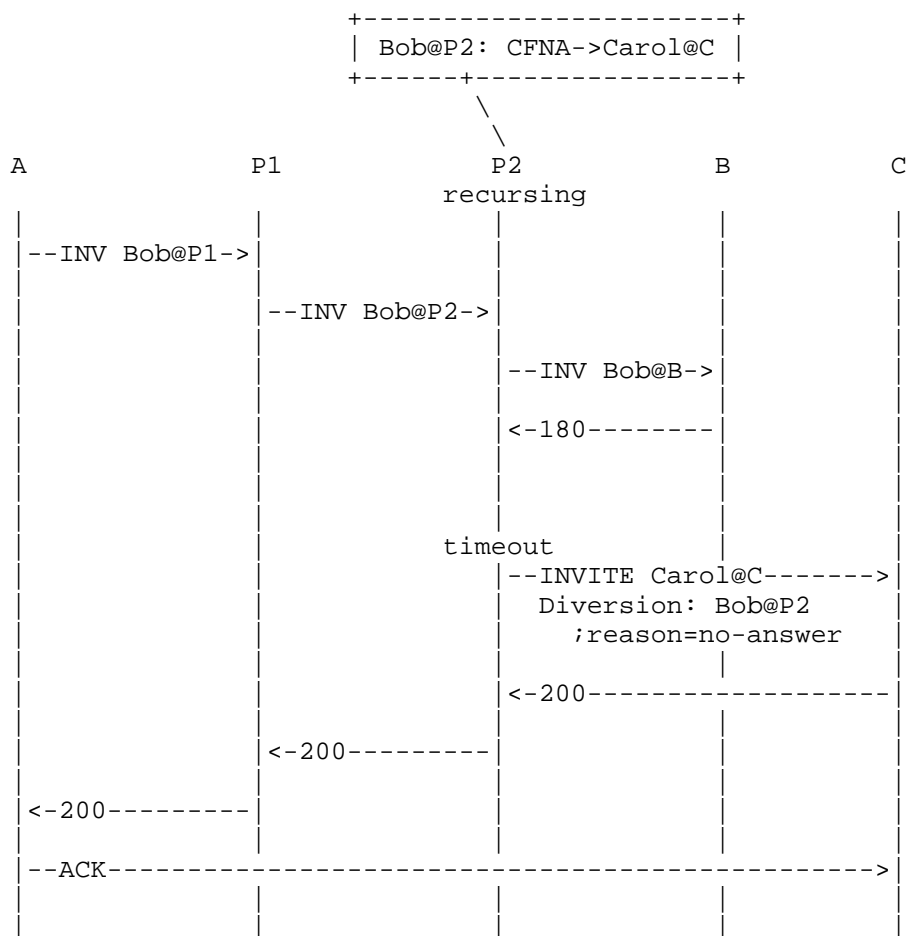 Bob@P2: CFNA->Carol@C
A P1 P2 B C
recursing
--INV Bob@P1->
--INV Bob@P2->
--INV Bob@B->
<-180--------
timeout
--INVITE Carol@C------->
Diversion: Bob@P2
;reason=no-answer
<-200-------------------
<-200---------
<-200---------
--ACK------------------------------------------------>